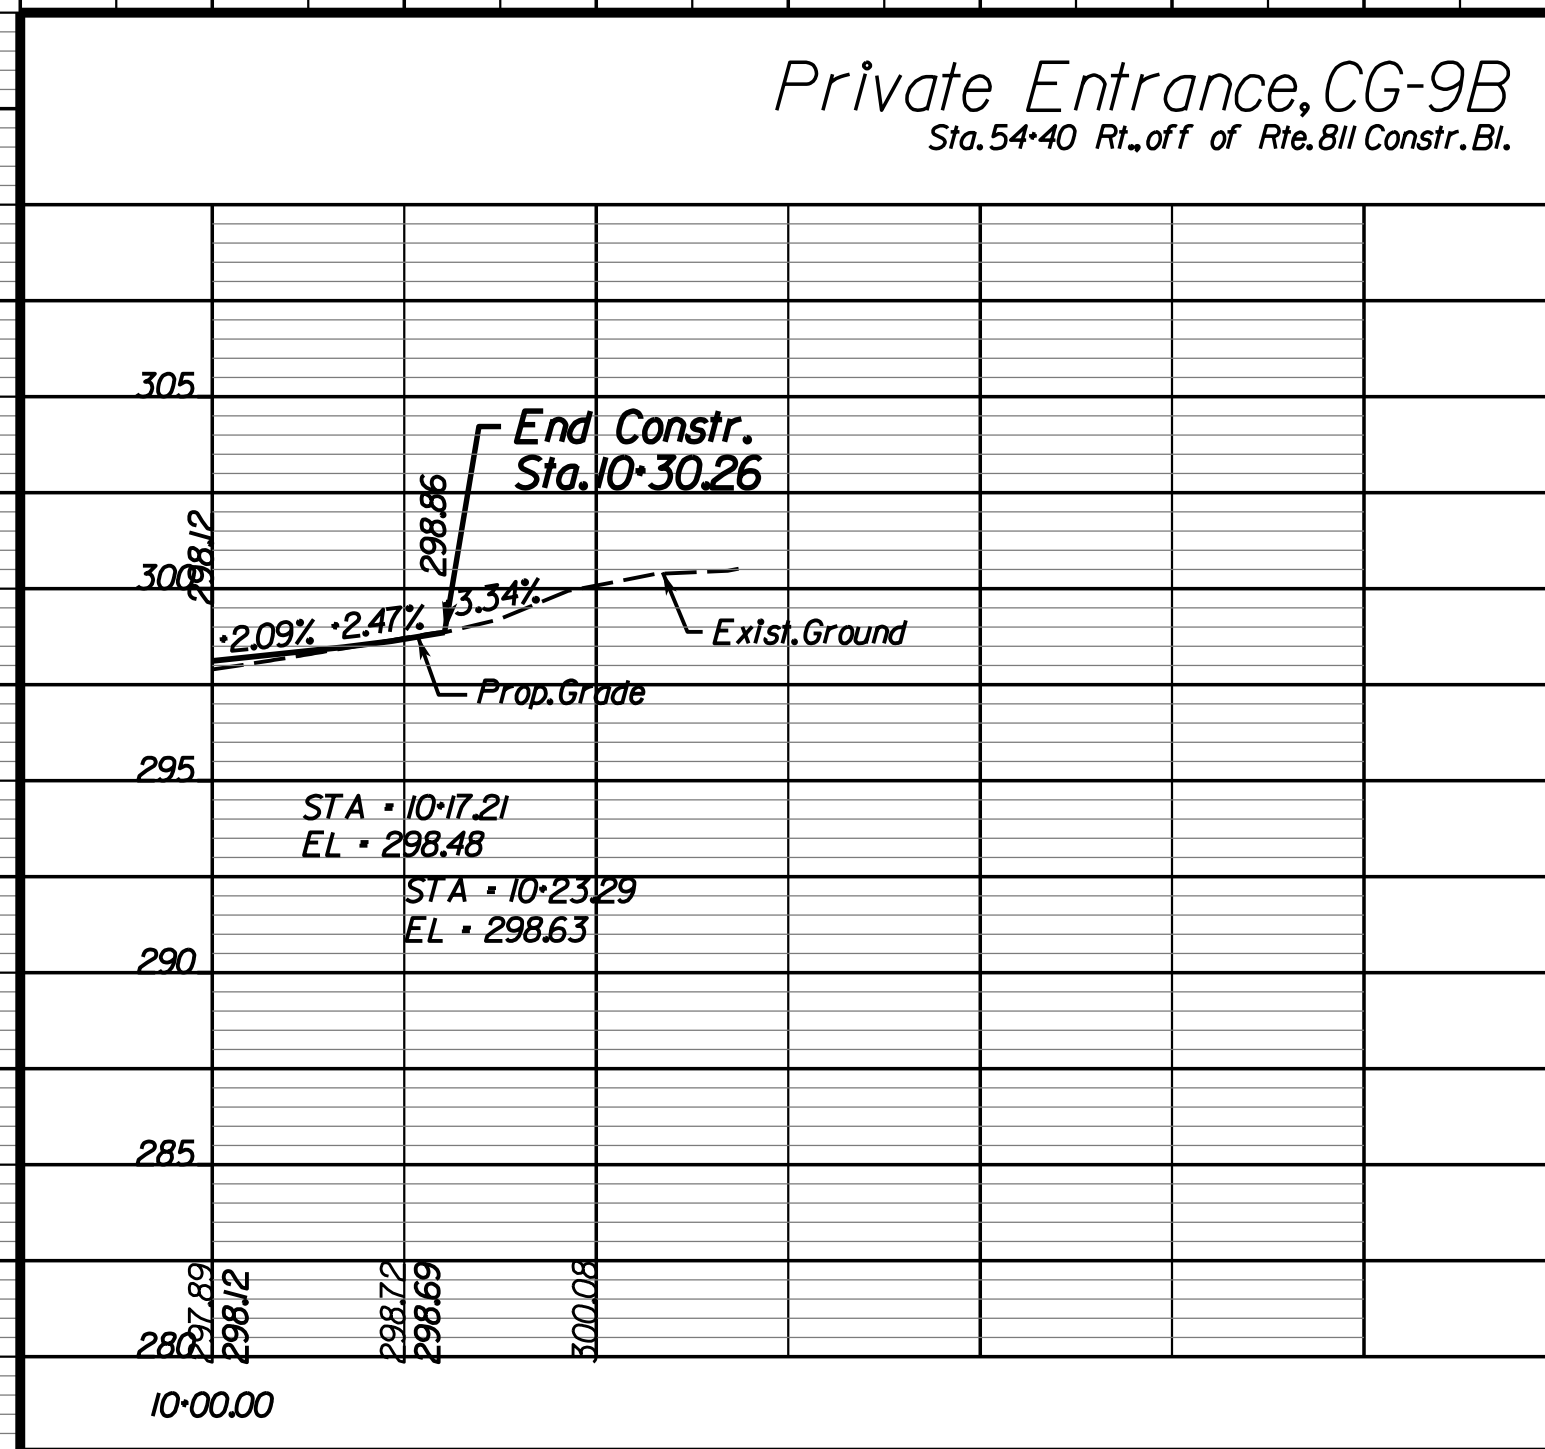 Private Entrance, CG-9B
Sta. 54+40 Rt., off of Rte. 811 Constr. Bl.
305
End Constr.
Sta. 10+30.26
298.86
298.12
300
+2.09%
+2.47%
3.34%
Exist. Ground
Prop. Grade
295
STA = 10+17.21
EL = 298.48
STA = 10+23.29
EL = 298.63
290
285
280
297.89
298.12
298.72
298.69
300.08
10+00.00